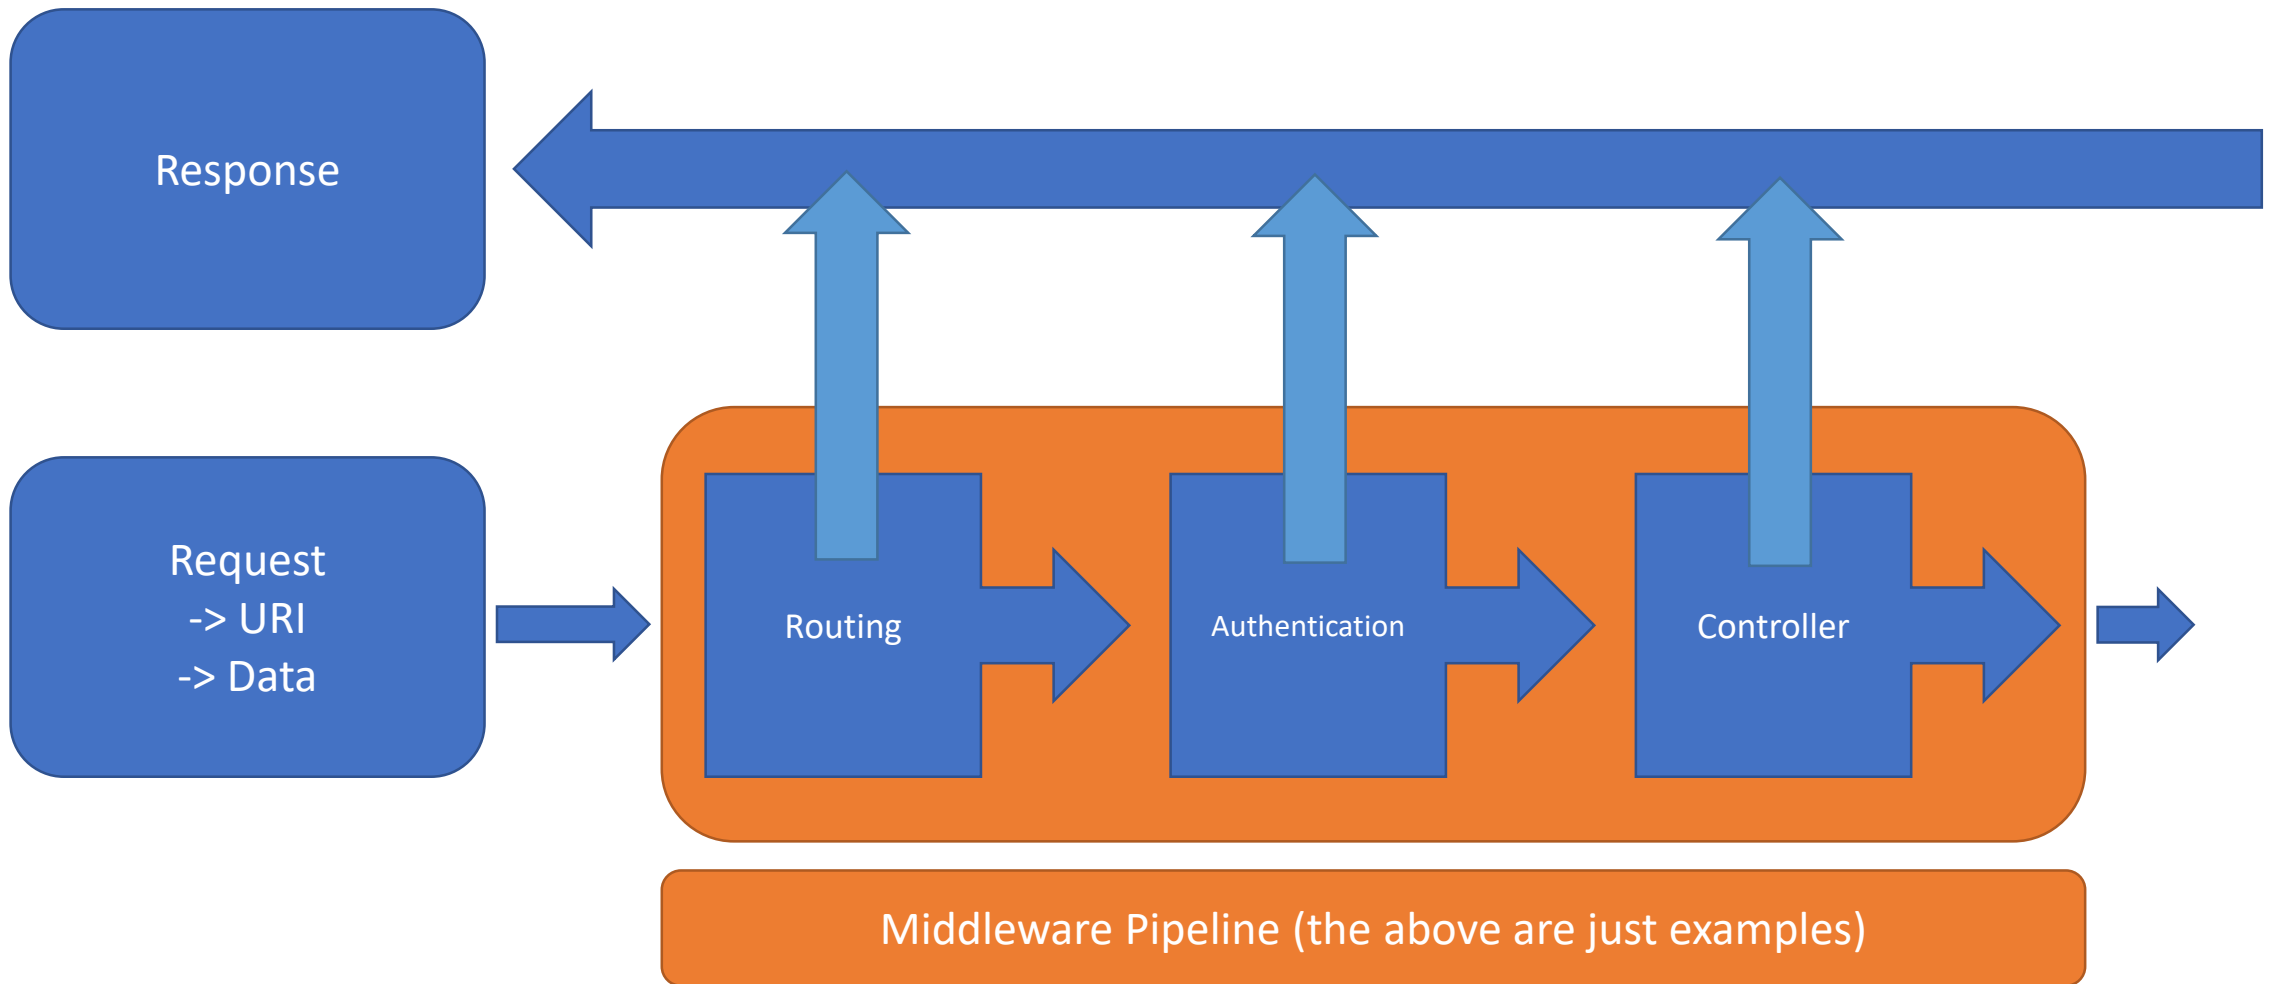 Response
Request
-> URI
-> Data
Routing
Authentication
Controller
Middleware Pipeline (the above are just examples)